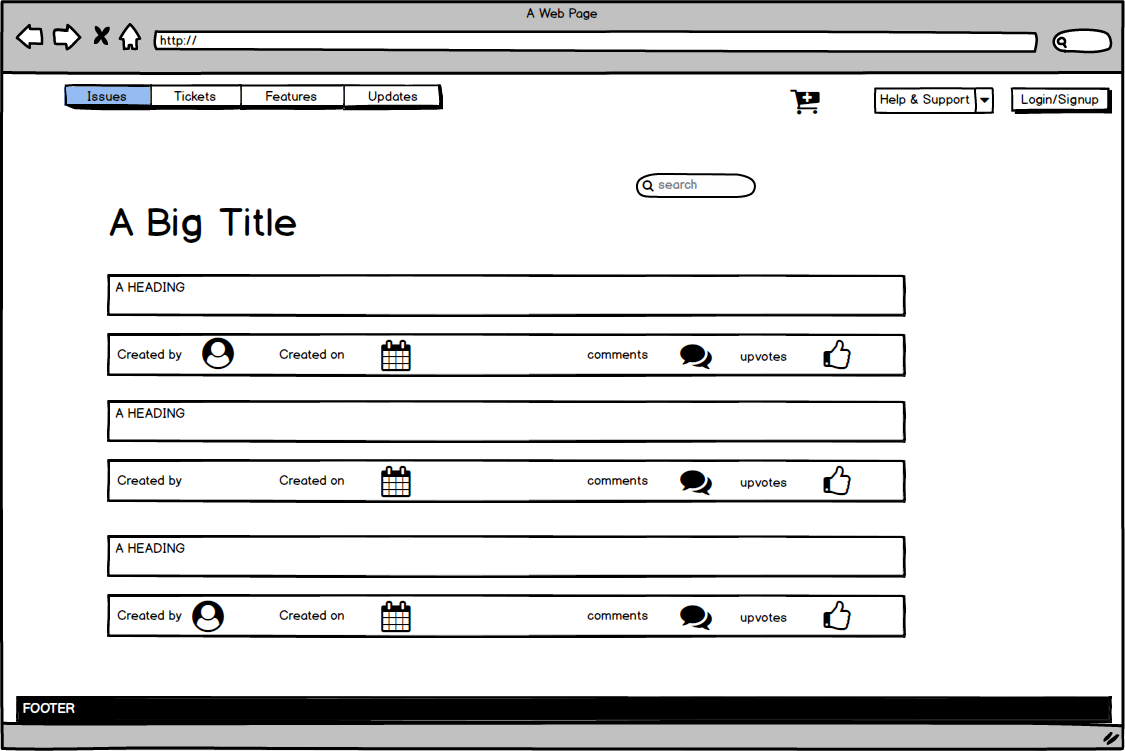 A Web Page
http://
Issues Tickets Features Updates Help & Support Login/Signup
search
A Big Title
A HEADING
Created by Created on comments upvotes
A HEADING
Created by Created on comments upvotes
A HEADING
Created by Created on comments upvotes
FOOTER